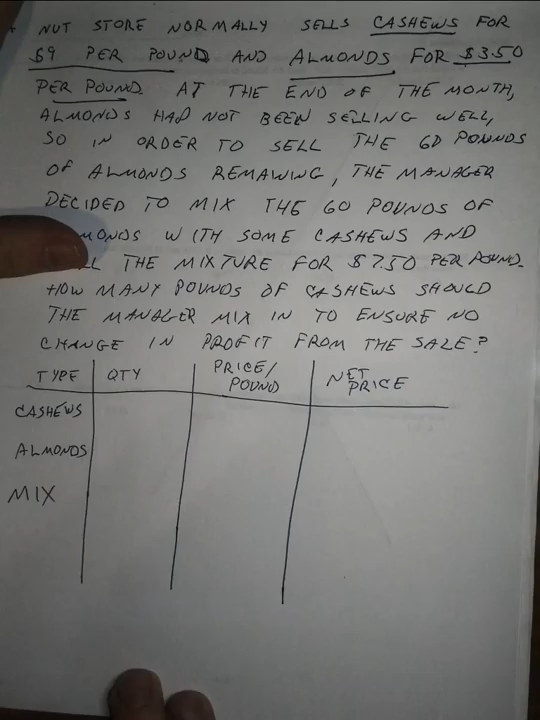 NUT STORE NORMALLY SELLS CASHEWS FOR
$9 PER POUND AND ALMONDS FOR $3.50
PER POUND. AT THE END OF THE MONTH,
ALMONDS HAD NOT BEEN SELLING WELL,
SO IN ORDER TO SELL THE 60 POUNDS
OF ALMONDS REMAINING, THE MANAGER
DECIDED TO MIX THE 60 POUNDS OF
MONDS WITH SOME CASHEWS AND
LL THE MIXTURE FOR $7.50 PER POUND.
HOW MANY POUNDS OF CASHEWS SHOULD
THE MANAGER MIX IN TO ENSURE NO
CHANGE IN PROFIT FROM THE SALE?
TYPE QTY PRICE/POUND NET PRICE
CASHEWS
ALMONDS
MIX